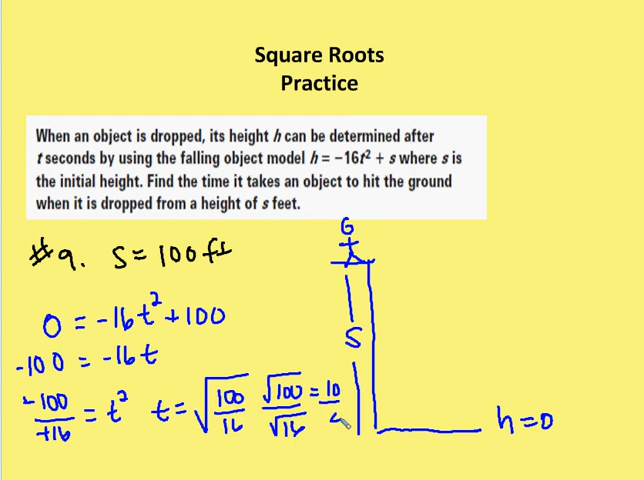 Square Roots
Practice
When an object is dropped, its height h can be determined after
t seconds by using the falling object model h = −16t² + s where s is
the initial height. Find the time it takes an object to hit the ground
when it is dropped from a height of s feet.
G
#9. S = 100 ft
0 = -16t² + 100
S
-100 = -16t
-100/-16 = t² t = √(100/16) √100/√16 = 10/4
h = 0